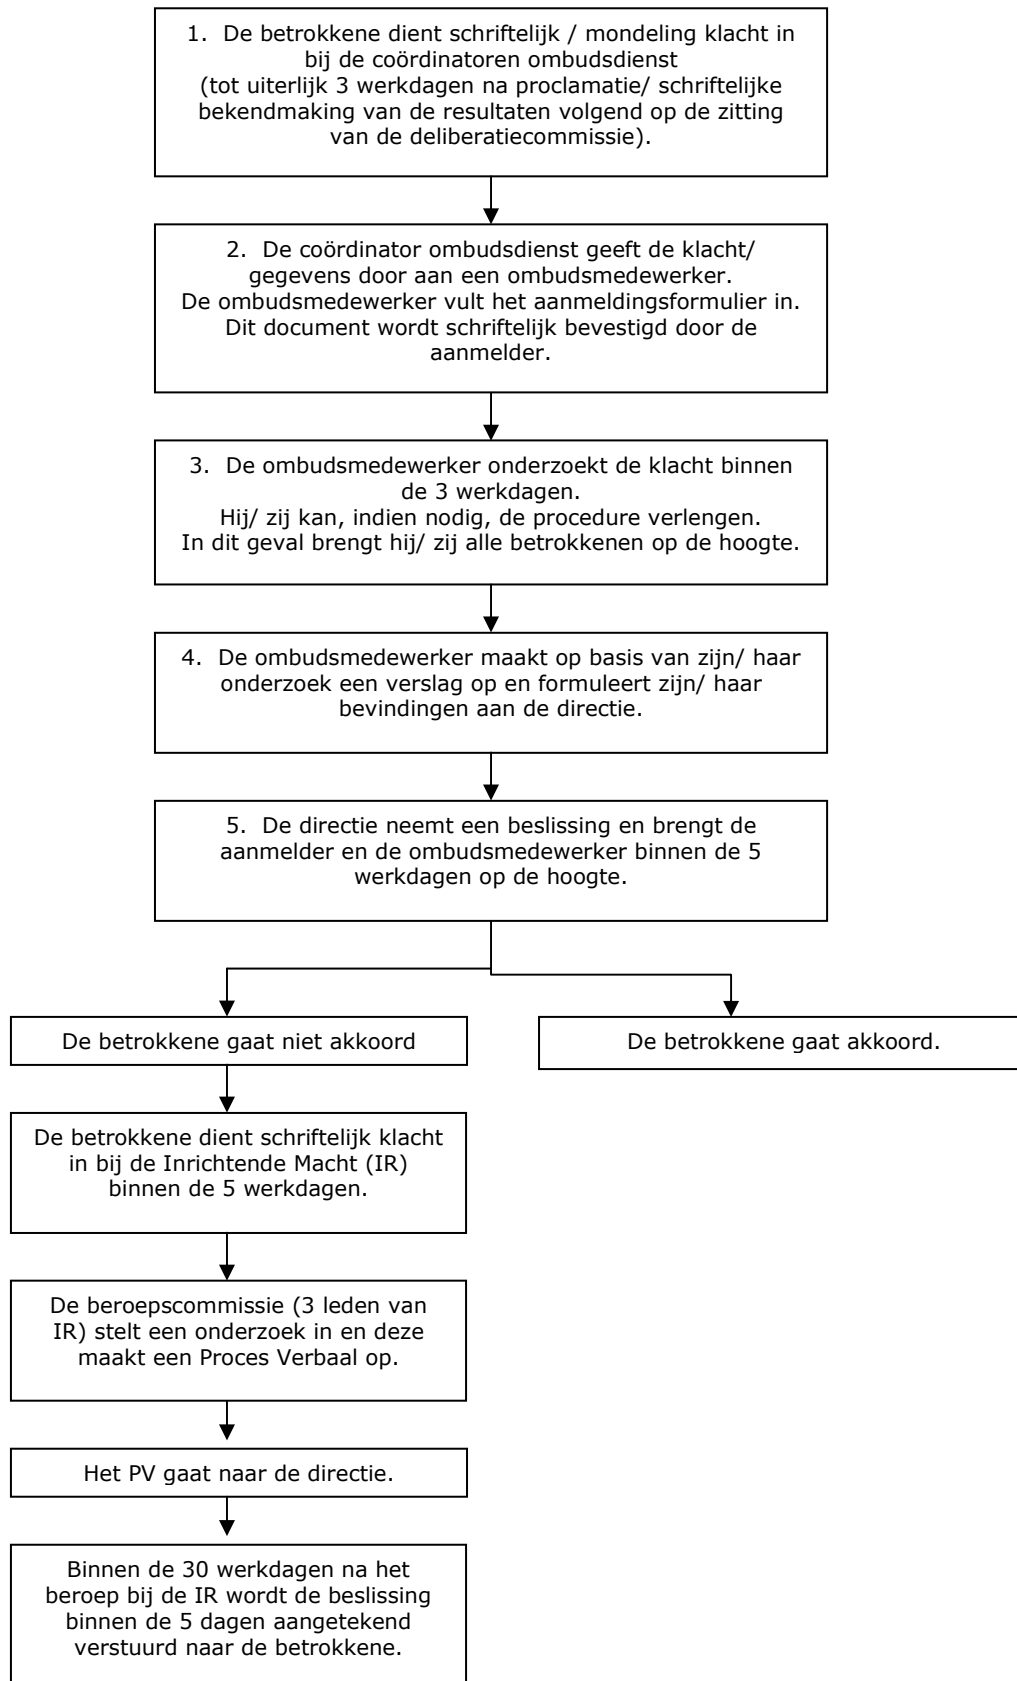 1. De betrokkene dient schriftelijk / mondeling klacht in
bij de coördinatoren ombudsdienst
(tot uiterlijk 3 werkdagen na proclamatie/ schriftelijke
bekendmaking van de resultaten volgend op de zitting
van de deliberatiecommissie).
2. De coördinator ombudsdienst geeft de klacht/
gegevens door aan een ombudsmedewerker.
De ombudsmedewerker vult het aanmeldingsformulier in.
Dit document wordt schriftelijk bevestigd door de
aanmelder.
3. De ombudsmedewerker onderzoekt de klacht binnen
de 3 werkdagen.
Hij/ zij kan, indien nodig, de procedure verlengen.
In dit geval brengt hij/ zij alle betrokkenen op de hoogte.
4. De ombudsmedewerker maakt op basis van zijn/ haar
onderzoek een verslag op en formuleert zijn/ haar
bevindingen aan de directie.
5. De directie neemt een beslissing en brengt de
aanmelder en de ombudsmedewerker binnen de 5
werkdagen op de hoogte.
De betrokkene gaat niet akkoord
De betrokkene gaat akkoord.
De betrokkene dient schriftelijk klacht
in bij de Inrichtende Macht (IR)
binnen de 5 werkdagen.
De beroepscommissie (3 leden van
IR) stelt een onderzoek in en deze
maakt een Proces Verbaal op.
Het PV gaat naar de directie.
Binnen de 30 werkdagen na het
beroep bij de IR wordt de beslissing
binnen de 5 dagen aangetekend
verstuurd naar de betrokkene.